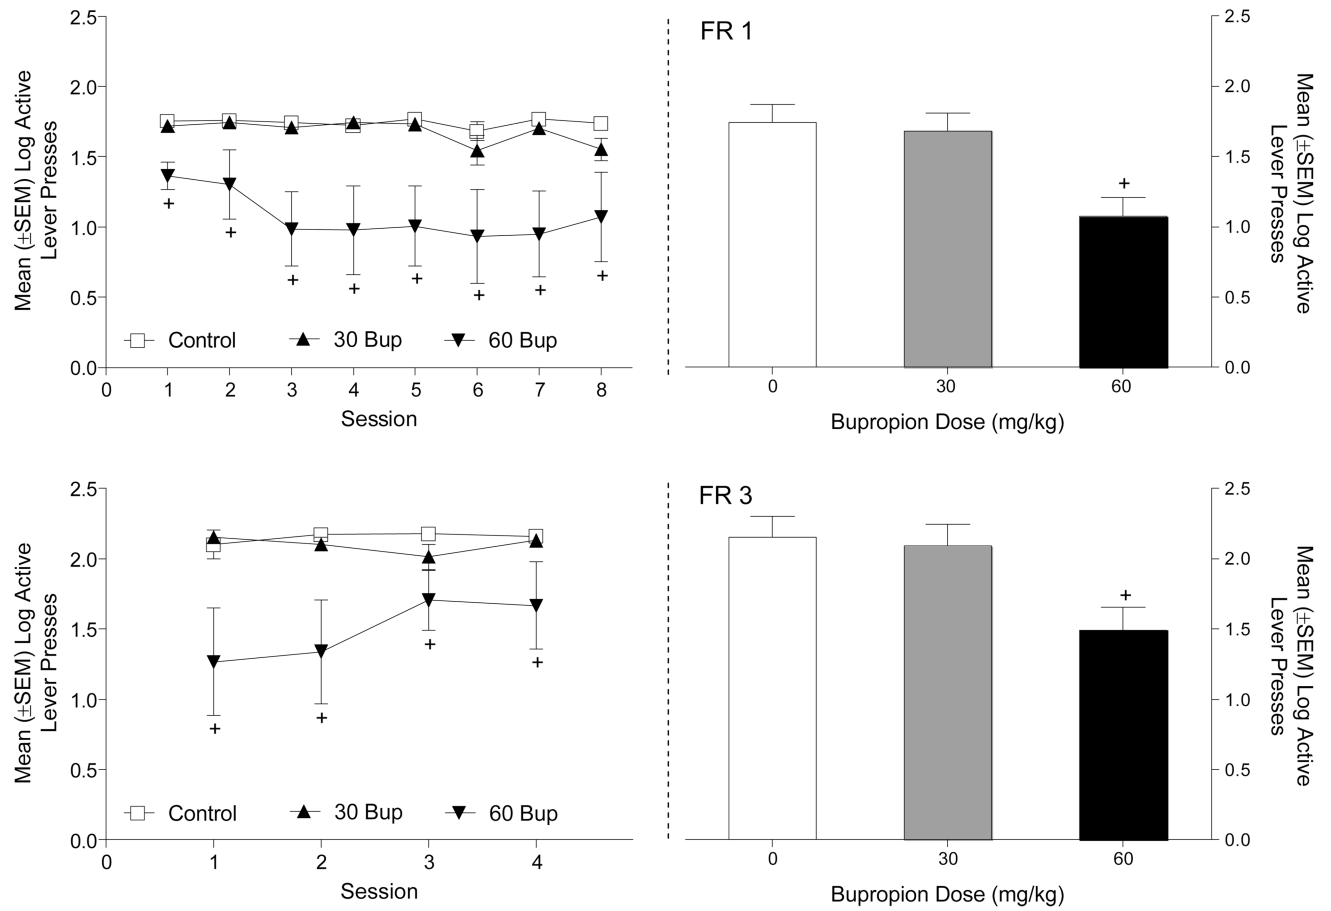 2.5
2.0
1.5
1.0
0.5
0.0
Mean (±SEM) Log Active
Lever Presses
+ + + + + + + +
Control 30 Bup 60 Bup
0 1 2 3 4 5 6 7 8
Session
FR 1
+
2.5
2.0
1.5
1.0
0.5
0.0
Mean (±SEM) Log Active
Lever Presses
0 30 60
Bupropion Dose (mg/kg)
2.5
2.0
1.5
1.0
0.5
0.0
Mean (±SEM) Log Active
Lever Presses
+ + + +
Control 30 Bup 60 Bup
0 1 2 3 4
Session
FR 3
+
2.5
2.0
1.5
1.0
0.5
0.0
Mean (±SEM) Log Active
Lever Presses
0 30 60
Bupropion Dose (mg/kg)